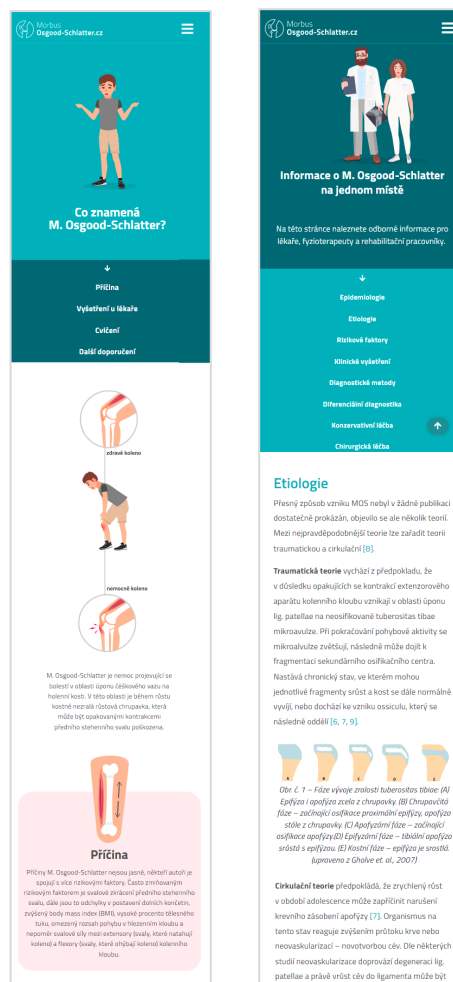 Morbus
Osgood-Schlatter.cz
Co znamená
M. Osgood-Schlatter?
Příčina
Vyšetření u lékaře
Cvičení
Další doporučení
zdravé koleno
nemocné koleno
M. Osgood-Schlatter je nemoc projevující se
bolestí v oblasti úponu čéškového vazu na
holenní kosti. V této oblasti je během růstu
kostně nezralá růstová chrupavka, která
může být opakovanými kontrakcemi
předního stehenního svalu poškozena.
Příčina
Příčiny M. Osgood-Schlatter nejsou jasné, někteří autoři je
spojují s více rizikovými faktory. Často zmiňovaným
rizikovým faktorem je svalové zkrácení předního stehenního
svalu, dále jsou to odchylky v postavení dolních končetin,
zvýšený body mass index (BMI), vysoké procento tělesného
tuku, omezený rozsah pohybu v hlezenním kloubu a
nepoměr svalové síly mezi extensory (svaly, které natahují
koleno) a flexory (svaly, které ohýbají koleno) kolenního
kloubu.
Morbus
Osgood-Schlatter.cz
Informace o M. Osgood-Schlatter
na jednom místě
Na této stránce naleznete odborné informace pro
lékaře, fyzioterapeuty a rehabilitační pracovníky.
Epidemiologie
Etiologie
Rizikové faktory
Klinické vyšetření
Diagnostické metody
Diferenciální diagnostika
Konzervativní léčba
Chirurgická léčba
Etiologie
Přesný způsob vzniku MOS nebyl v žádné publikaci
dostatečně prokázán, objevilo se ale několik teorií.
Mezi nejpravděpodobnější teorie lze zařadit teorii
traumatickou a cirkulační [8].
Traumatická teorie vychází z předpokladu, že
v důsledku opakujících se kontrakcí extenzorového
aparátu kolenního kloubu vznikají v oblasti úponu
lig. patellae na neosifikované tuberositas tibae
mikroavulze. Při pokračování pohybové aktivity se
mikroalvulze zvětšují, následně může dojít k
fragmentaci sekundárního osifikačního centra.
Nastává chronický stav, ve kterém mohou
jednotlivé fragmenty srůst a kost se dále normálně
vyvíjí, nebo dochází ke vzniku ossiculu, který se
následně oddělí [6, 7, 9].
A B C D E
Obr. č. 1 – Fáze vývoje zralosti tuberositas tibiae (A)
Epifýza i apofýza zcela z chrupavky. (B) Chrupavčitá
fáze – začínající osifikace proximální epifýzy, apofýza
stále z chrupavky. (C) Apofyzární fáze – začínající
osifikace apofýzy.(D) Epifyzární fáze – tibiální apofýza
srůstá s epifýzou. (E) Kostní fáze – epifýza je srostlá.
(upraveno z Gholve et al., 2007)
Cirkulační teorie předpokládá, že zrychlený růst
v období adolescence může zapříčinit narušení
krevního zásobení apofýzy [7]. Organismus na
tento stav reaguje zvýšením průtoku krve nebo
neovaskularizací – novotvorbou cév. Dle některých
studií neovaskularizace doprovází degeneraci lig.
patellae a právě vrůst cév do ligamenta může být